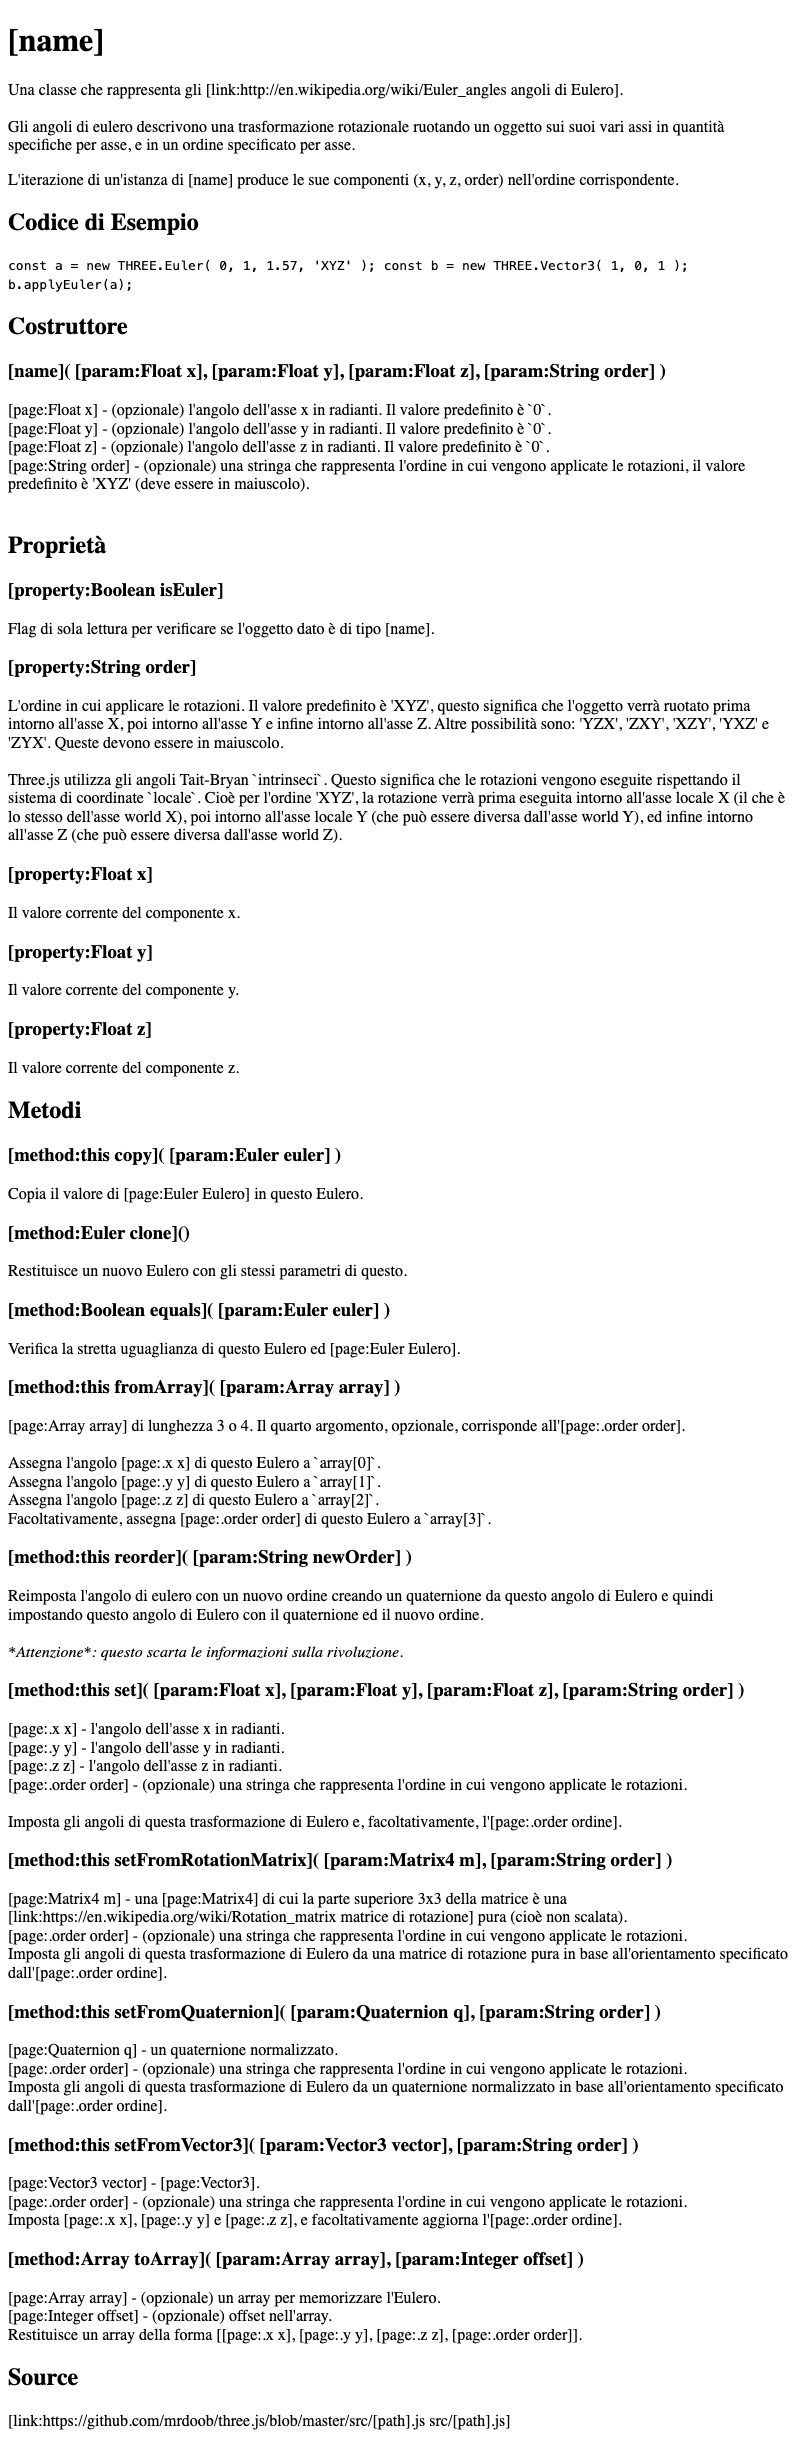 [name]
Una classe che rappresenta gli [link:http://en.wikipedia.org/wiki/Euler_angles angoli di Eulero].
Gli angoli di eulero descrivono una trasformazione rotazionale ruotando un oggetto sui suoi vari assi in quantità
specifiche per asse, e in un ordine specificato per asse.
L'iterazione di un'istanza di [name] produce le sue componenti (x, y, z, order) nell'ordine corrispondente.
Codice di Esempio
const a = new THREE.Euler( 0, 1, 1.57, 'XYZ' ); const b = new THREE.Vector3( 1, 0, 1 );
b.applyEuler(a);
Costruttore
[name]( [param:Float x], [param:Float y], [param:Float z], [param:String order] )
[page:Float x] - (opzionale) l'angolo dell'asse x in radianti. Il valore predefinito è `0`.
[page:Float y] - (opzionale) l'angolo dell'asse y in radianti. Il valore predefinito è `0`.
[page:Float z] - (opzionale) l'angolo dell'asse z in radianti. Il valore predefinito è `0`.
[page:String order] - (opzionale) una stringa che rappresenta l'ordine in cui vengono applicate le rotazioni, il valore
predefinito è 'XYZ' (deve essere in maiuscolo).
Proprietà
[property:Boolean isEuler]
Flag di sola lettura per verificare se l'oggetto dato è di tipo [name].
[property:String order]
L'ordine in cui applicare le rotazioni. Il valore predefinito è 'XYZ', questo significa che l'oggetto verrà ruotato prima
intorno all'asse X, poi intorno all'asse Y e infine intorno all'asse Z. Altre possibilità sono: 'YZX', 'ZXY', 'XZY', 'YXZ' e
'ZYX'. Queste devono essere in maiuscolo.
Three.js utilizza gli angoli Tait-Bryan `intrinseci`. Questo significa che le rotazioni vengono eseguite rispettando il
sistema di coordinate `locale`. Cioè per l'ordine 'XYZ', la rotazione verrà prima eseguita intorno all'asse locale X (il che è
lo stesso dell'asse world X), poi intorno all'asse locale Y (che può essere diversa dall'asse world Y), ed infine intorno
all'asse Z (che può essere diversa dall'asse world Z).
[property:Float x]
Il valore corrente del componente x.
[property:Float y]
Il valore corrente del componente y.
[property:Float z]
Il valore corrente del componente z.
Metodi
[method:this copy]( [param:Euler euler] )
Copia il valore di [page:Euler Eulero] in questo Eulero.
[method:Euler clone]()
Restituisce un nuovo Eulero con gli stessi parametri di questo.
[method:Boolean equals]( [param:Euler euler] )
Verifica la stretta uguaglianza di questo Eulero ed [page:Euler Eulero].
[method:this fromArray]( [param:Array array] )
[page:Array array] di lunghezza 3 o 4. Il quarto argomento, opzionale, corrisponde all'[page:.order order].
Assegna l'angolo [page:.x x] di questo Eulero a `array[0]`.
Assegna l'angolo [page:.y y] di questo Eulero a `array[1]`.
Assegna l'angolo [page:.z z] di questo Eulero a `array[2]`.
Facoltativamente, assegna [page:.order order] di questo Eulero a `array[3]`.
[method:this reorder]( [param:String newOrder] )
Reimposta l'angolo di eulero con un nuovo ordine creando un quaternione da questo angolo di Eulero e quindi
impostando questo angolo di Eulero con il quaternione ed il nuovo ordine.
*Attenzione*: questo scarta le informazioni sulla rivoluzione.
[method:this set]( [param:Float x], [param:Float y], [param:Float z], [param:String order] )
[page:.x x] - l'angolo dell'asse x in radianti.
[page:.y y] - l'angolo dell'asse y in radianti.
[page:.z z] - l'angolo dell'asse z in radianti.
[page:.order order] - (opzionale) una stringa che rappresenta l'ordine in cui vengono applicate le rotazioni.
Imposta gli angoli di questa trasformazione di Eulero e, facoltativamente, l'[page:.order ordine].
[method:this setFromRotationMatrix]( [param:Matrix4 m], [param:String order] )
[page:Matrix4 m] - una [page:Matrix4] di cui la parte superiore 3x3 della matrice è una
[link:https://en.wikipedia.org/wiki/Rotation_matrix matrice di rotazione] pura (cioè non scalata).
[page:.order order] - (opzionale) una stringa che rappresenta l'ordine in cui vengono applicate le rotazioni.
Imposta gli angoli di questa trasformazione di Eulero da una matrice di rotazione pura in base all'orientamento specificato
dall'[page:.order ordine].
[method:this setFromQuaternion]( [param:Quaternion q], [param:String order] )
[page:Quaternion q] - un quaternione normalizzato.
[page:.order order] - (opzionale) una stringa che rappresenta l'ordine in cui vengono applicate le rotazioni.
Imposta gli angoli di questa trasformazione di Eulero da un quaternione normalizzato in base all'orientamento specificato
dall'[page:.order ordine].
[method:this setFromVector3]( [param:Vector3 vector], [param:String order] )
[page:Vector3 vector] - [page:Vector3].
[page:.order order] - (opzionale) una stringa che rappresenta l'ordine in cui vengono applicate le rotazioni.
Imposta [page:.x x], [page:.y y] e [page:.z z], e facoltativamente aggiorna l'[page:.order ordine].
[method:Array toArray]( [param:Array array], [param:Integer offset] )
[page:Array array] - (opzionale) un array per memorizzare l'Eulero.
[page:Integer offset] - (opzionale) offset nell'array.
Restituisce un array della forma [[page:.x x], [page:.y y], [page:.z z], [page:.order order]].
Source
[link:https://github.com/mrdoob/three.js/blob/master/src/[path].js src/[path].js]